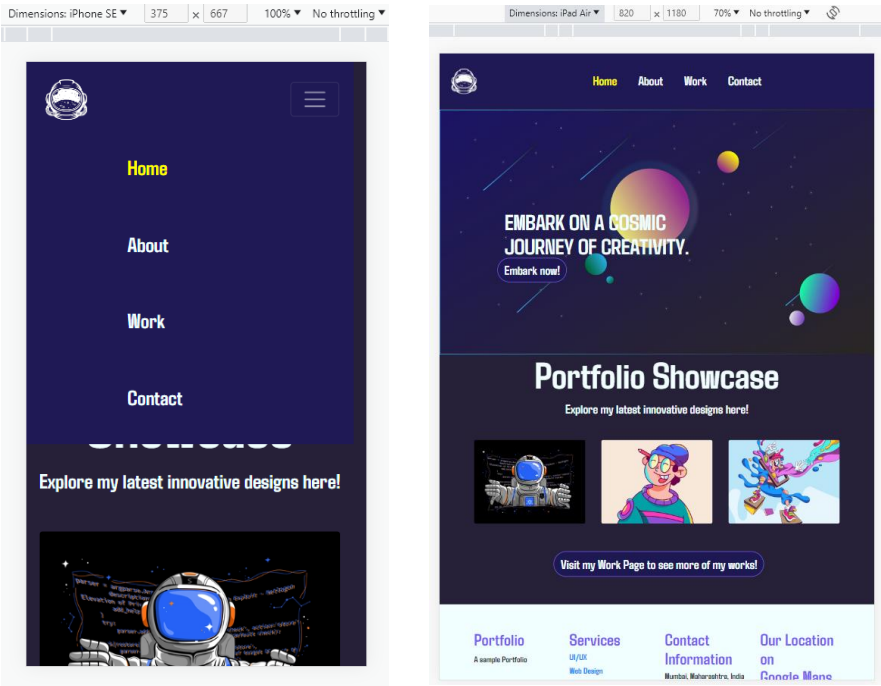 Dimensions: iPhone SE ▼ 375 x 667 100% ▼ No throttling ▼
Home
About
Work
Contact
Explore my latest innovative designs here!
Dimensions: iPad Air ▼ 820 x 1180 70% ▼ No throttling ▼
Home About Work Contact
EMBARK ON A COSMIC
JOURNEY OF CREATIVITY.
Embark now!
Portfolio Showcase
Explore my latest innovative designs here!
Visit my Work Page to see more of my works!
Portfolio
A sample Portfolio
Services
UI/UX
Web Design
Contact
Information
Mumbai, Maharashtra, India
Our Location
on
Google Maps